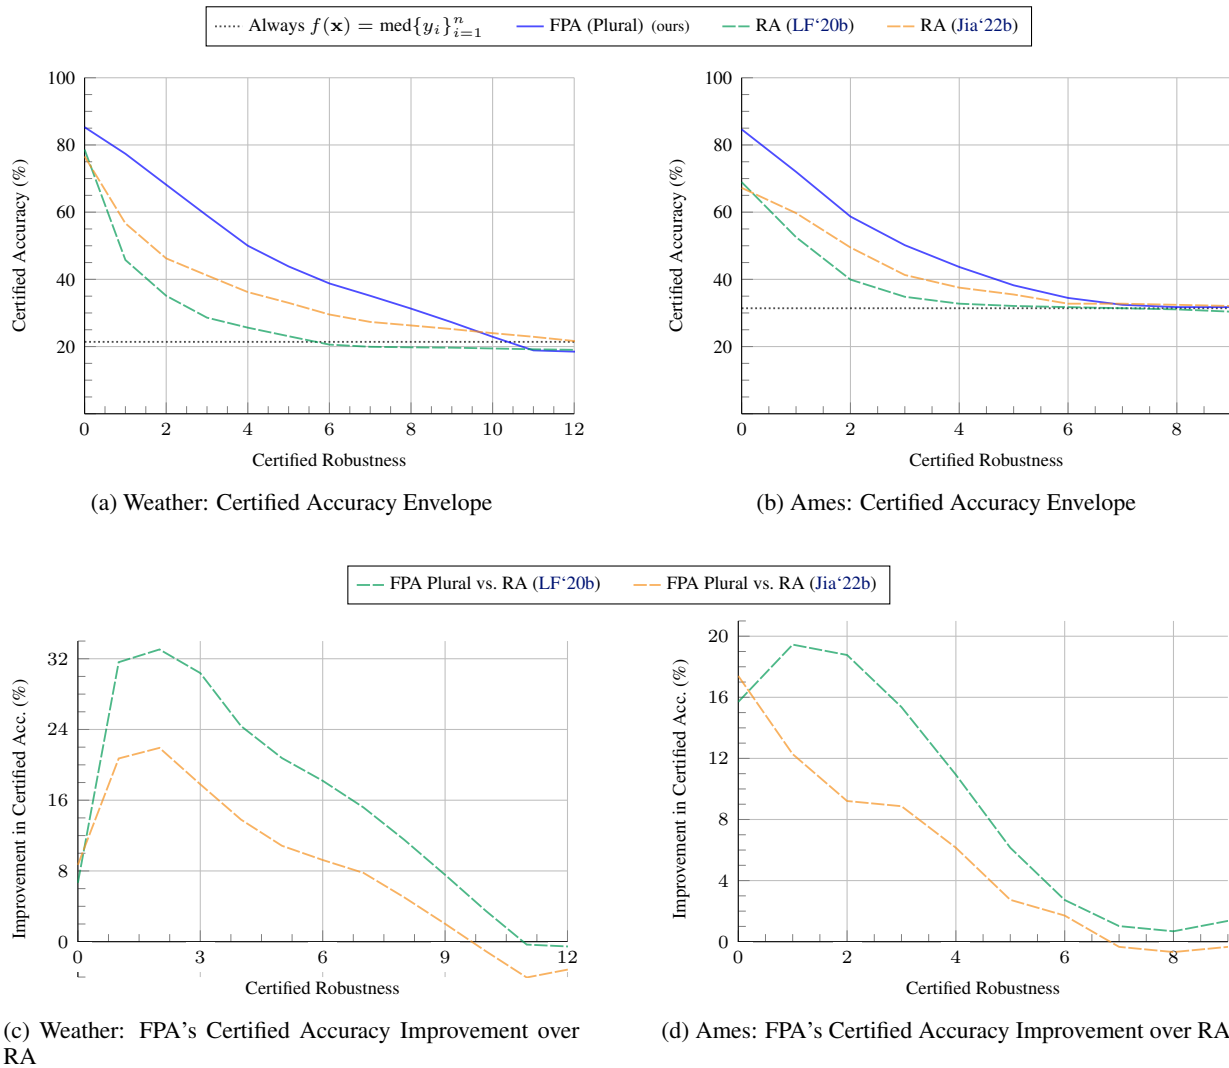 Always f(x) = med{y_i}_{i=1}^n FPA (Plural) (ours) RA (LF‘20b) RA (Jia‘22b)
100
80
60
40
20
Certified Accuracy (%)
0 2 4 6 8 10 12
Certified Robustness
(a) Weather: Certified Accuracy Envelope
100
80
60
40
20
Certified Accuracy (%)
0 2 4 6 8
Certified Robustness
(b) Ames: Certified Accuracy Envelope
FPA Plural vs. RA (LF‘20b) FPA Plural vs. RA (Jia‘22b)
32
24
16
8
0
Improvement in Certified Acc. (%)
0 3 6 9 12
Certified Robustness
(c) Weather: FPA’s Certified Accuracy Improvement over
RA
20
16
12
8
4
0
Improvement in Certified Acc. (%)
0 2 4 6 8
Certified Robustness
(d) Ames: FPA’s Certified Accuracy Improvement over RA